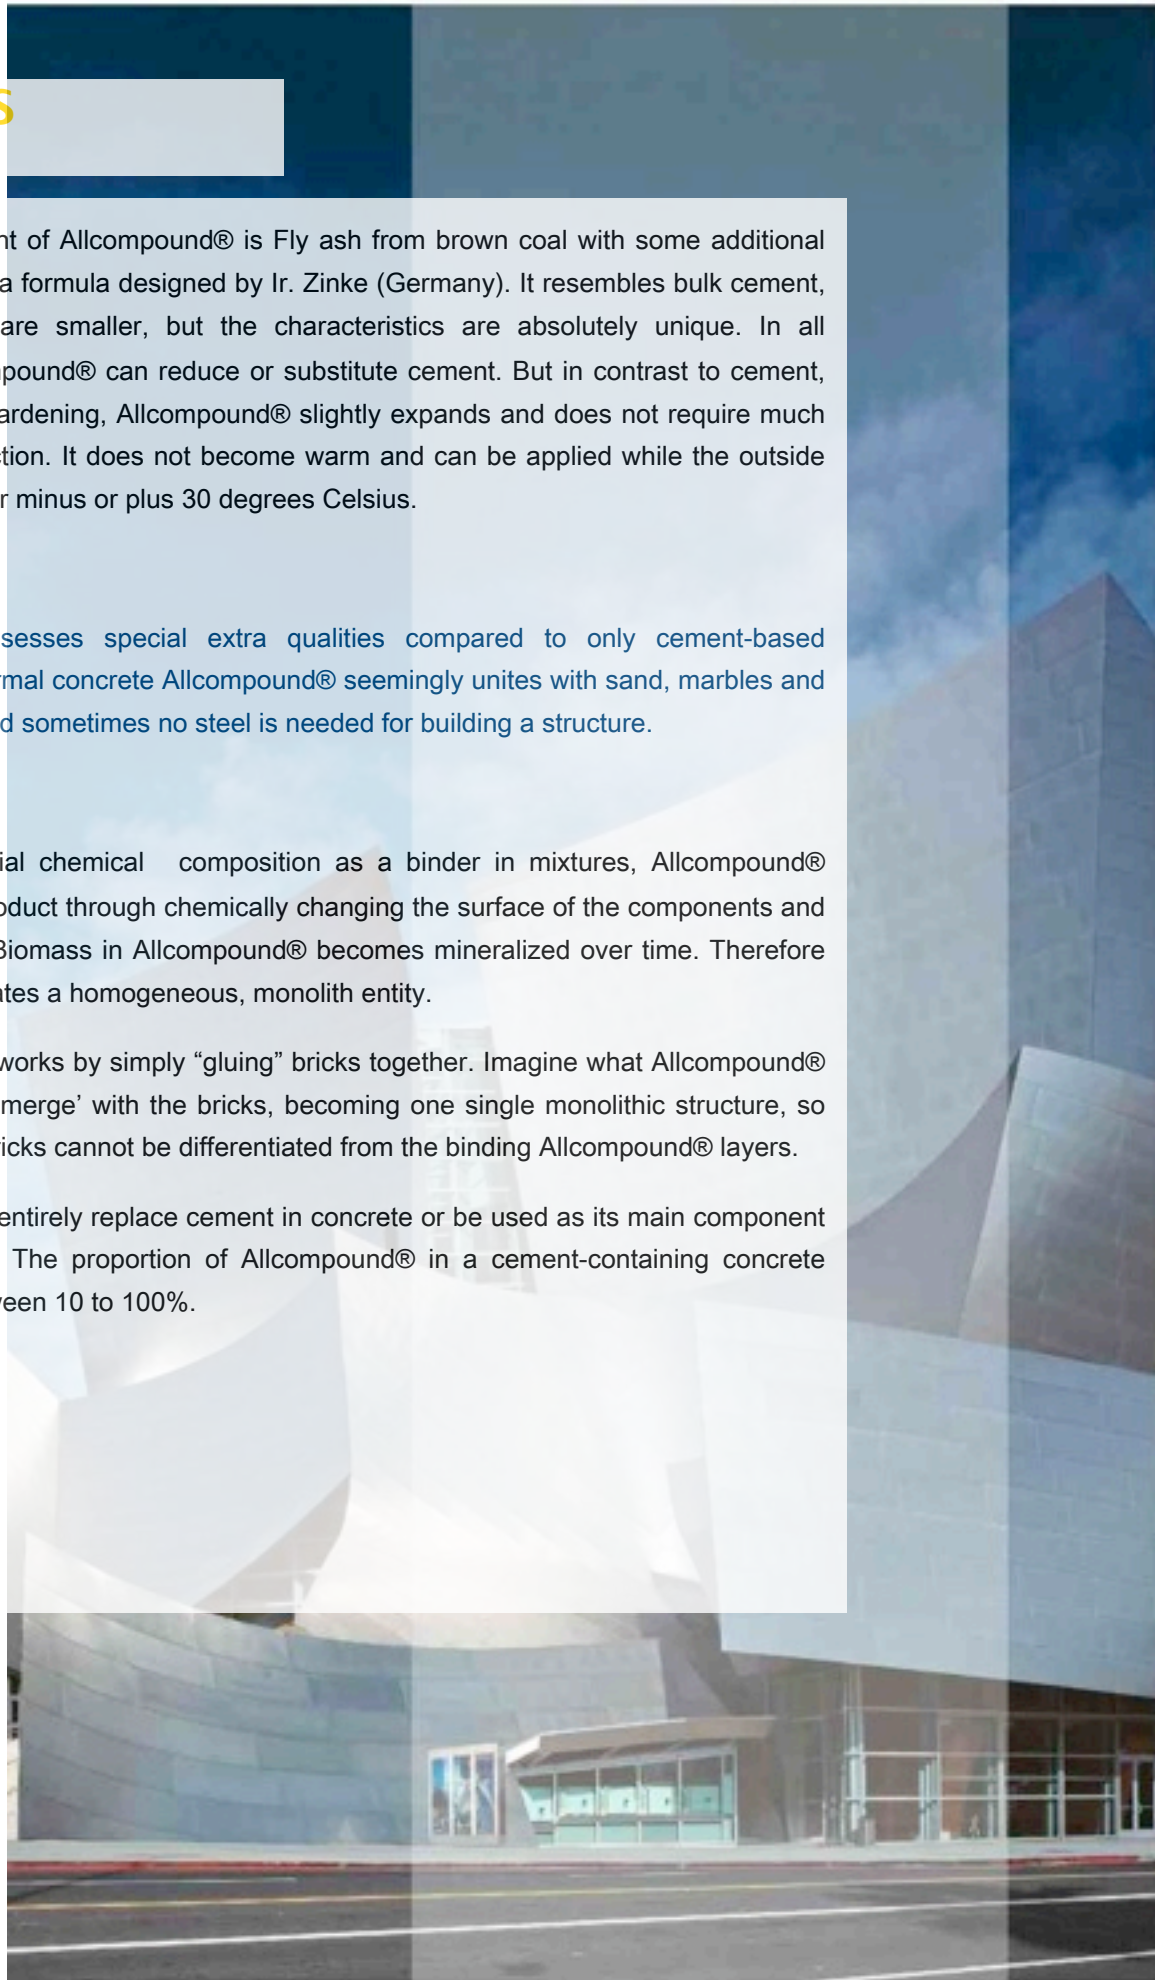 s
nt of Allcompound® is Fly ash from brown coal with some additional
a formula designed by Ir. Zinke (Germany). It resembles bulk cement,
are smaller, but the characteristics are absolutely unique. In all
pound® can reduce or substitute cement. But in contrast to cement,
ardening, Allcompound® slightly expands and does not require much
ction. It does not become warm and can be applied while the outside
r minus or plus 30 degrees Celsius.
sesses special extra qualities compared to only cement-based
rmal concrete Allcompound® seemingly unites with sand, marbles and
d sometimes no steel is needed for building a structure.
ial chemical composition as a binder in mixtures, Allcompound®
oduct through chemically changing the surface of the components and
Biomass in Allcompound® becomes mineralized over time. Therefore
ates a homogeneous, monolith entity.
works by simply “gluing” bricks together. Imagine what Allcompound®
merge’ with the bricks, becoming one single monolithic structure, so
ricks cannot be differentiated from the binding Allcompound® layers.
entirely replace cement in concrete or be used as its main component
The proportion of Allcompound® in a cement-containing concrete
ween 10 to 100%.